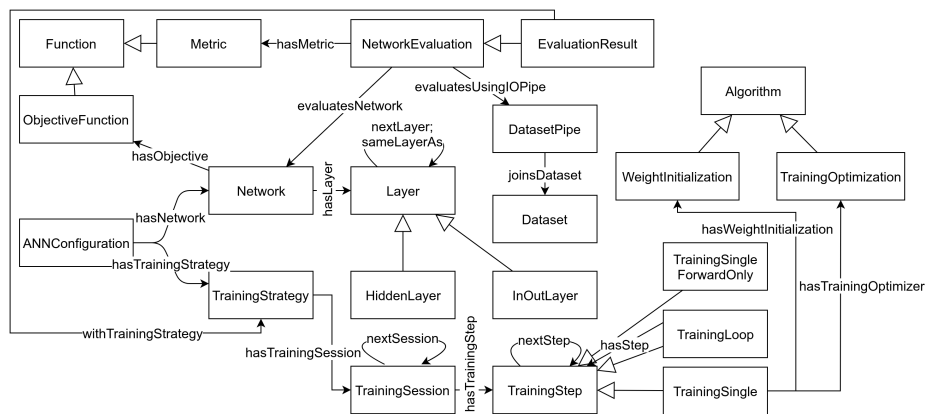 Function
Metric
hasMetric
NetworkEvaluation
EvaluationResult
evaluatesUsingIOPipe
Algorithm
evaluatesNetwork
ObjectiveFunction
nextLayer;
sameLayerAs
DatasetPipe
hasObjective
joinsDataset
WeightInitialization
TrainingOptimization
Network
hasLayer
Layer
hasNetwork
Dataset
hasWeightInitialization
ANNConfiguration
hasTrainingStrategy
TrainingSingle
ForwardOnly
TrainingStrategy
HiddenLayer
InOutLayer
hasTrainingOptimizer
withTrainingStrategy
nextSession
hasTrainingStep
nextStep
hasStep
TrainingLoop
hasTrainingSession
TrainingSession
TrainingStep
TrainingSingle